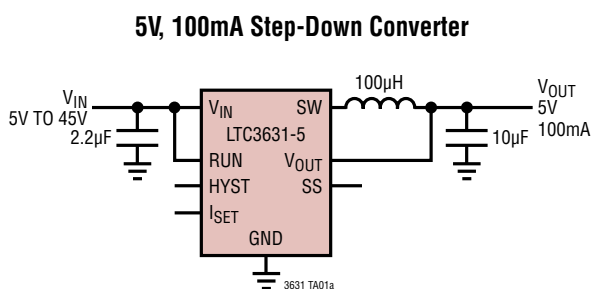 5V, 100mA Step-Down Converter
100µH
VIN
5V TO 45V
2.2µF
VIN
SW
LTC3631-5
RUN
VOUT
HYST
SS
ISET
GND
VOUT
5V
100mA
10µF
3631 TA01a